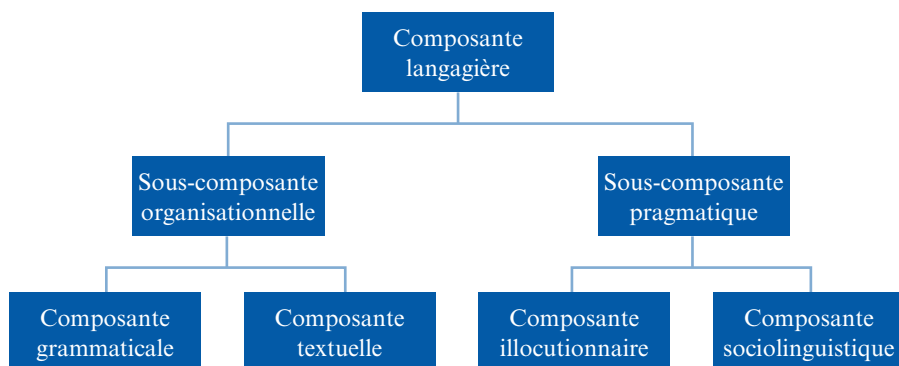 Composante
langagière
Sous-composante
organisationnelle
Sous-composante
pragmatique
Composante
grammaticale
Composante
textuelle
Composante
illocutionnaire
Composante
sociolinguistique